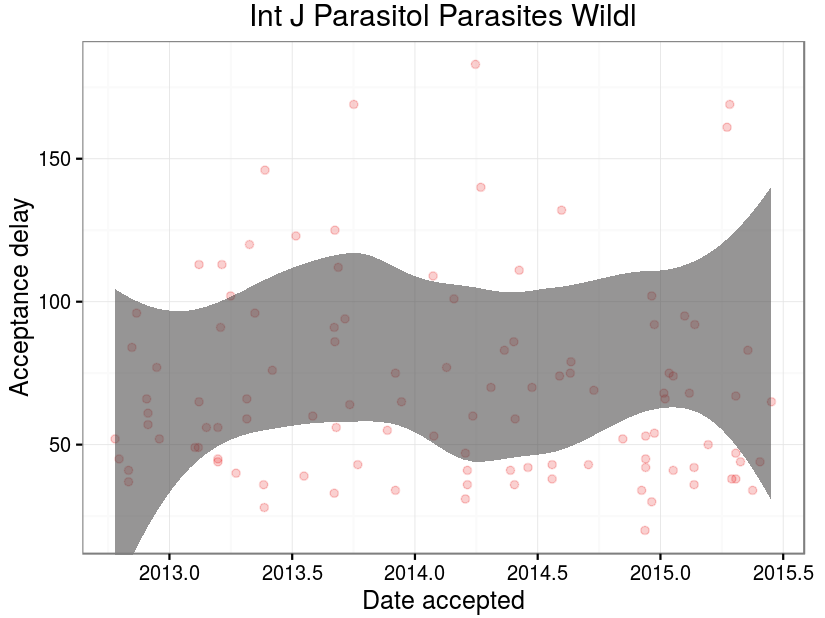 Int J Parasitol Parasites Wildl
Acceptance delay
150
100
50
2013.0 2013.5 2014.0 2014.5 2015.0 2015.5
Date accepted